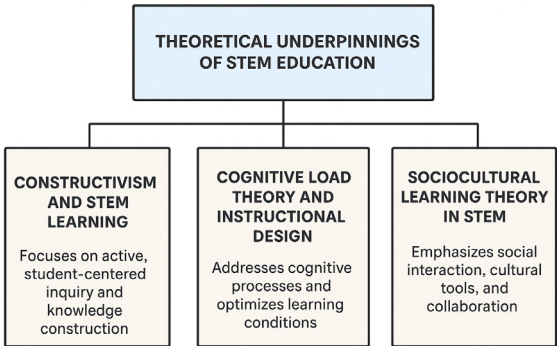 THEORETICAL UNDERPINNINGS
OF STEM EDUCATION
CONSTRUCTIVISM
AND STEM
LEARNING
Focuses on active,
student-centered
inquiry and
knowledge
construction
COGNITIVE LOAD
THEORY AND
INSTRUCTIONAL
DESIGN
Addresses cognitive
processes and
optimizes learning
conditions
SOCIOCULTURAL
LEARNING THEORY
IN STEM
Emphasizes social
interaction, cultural
tools, and
collaboration